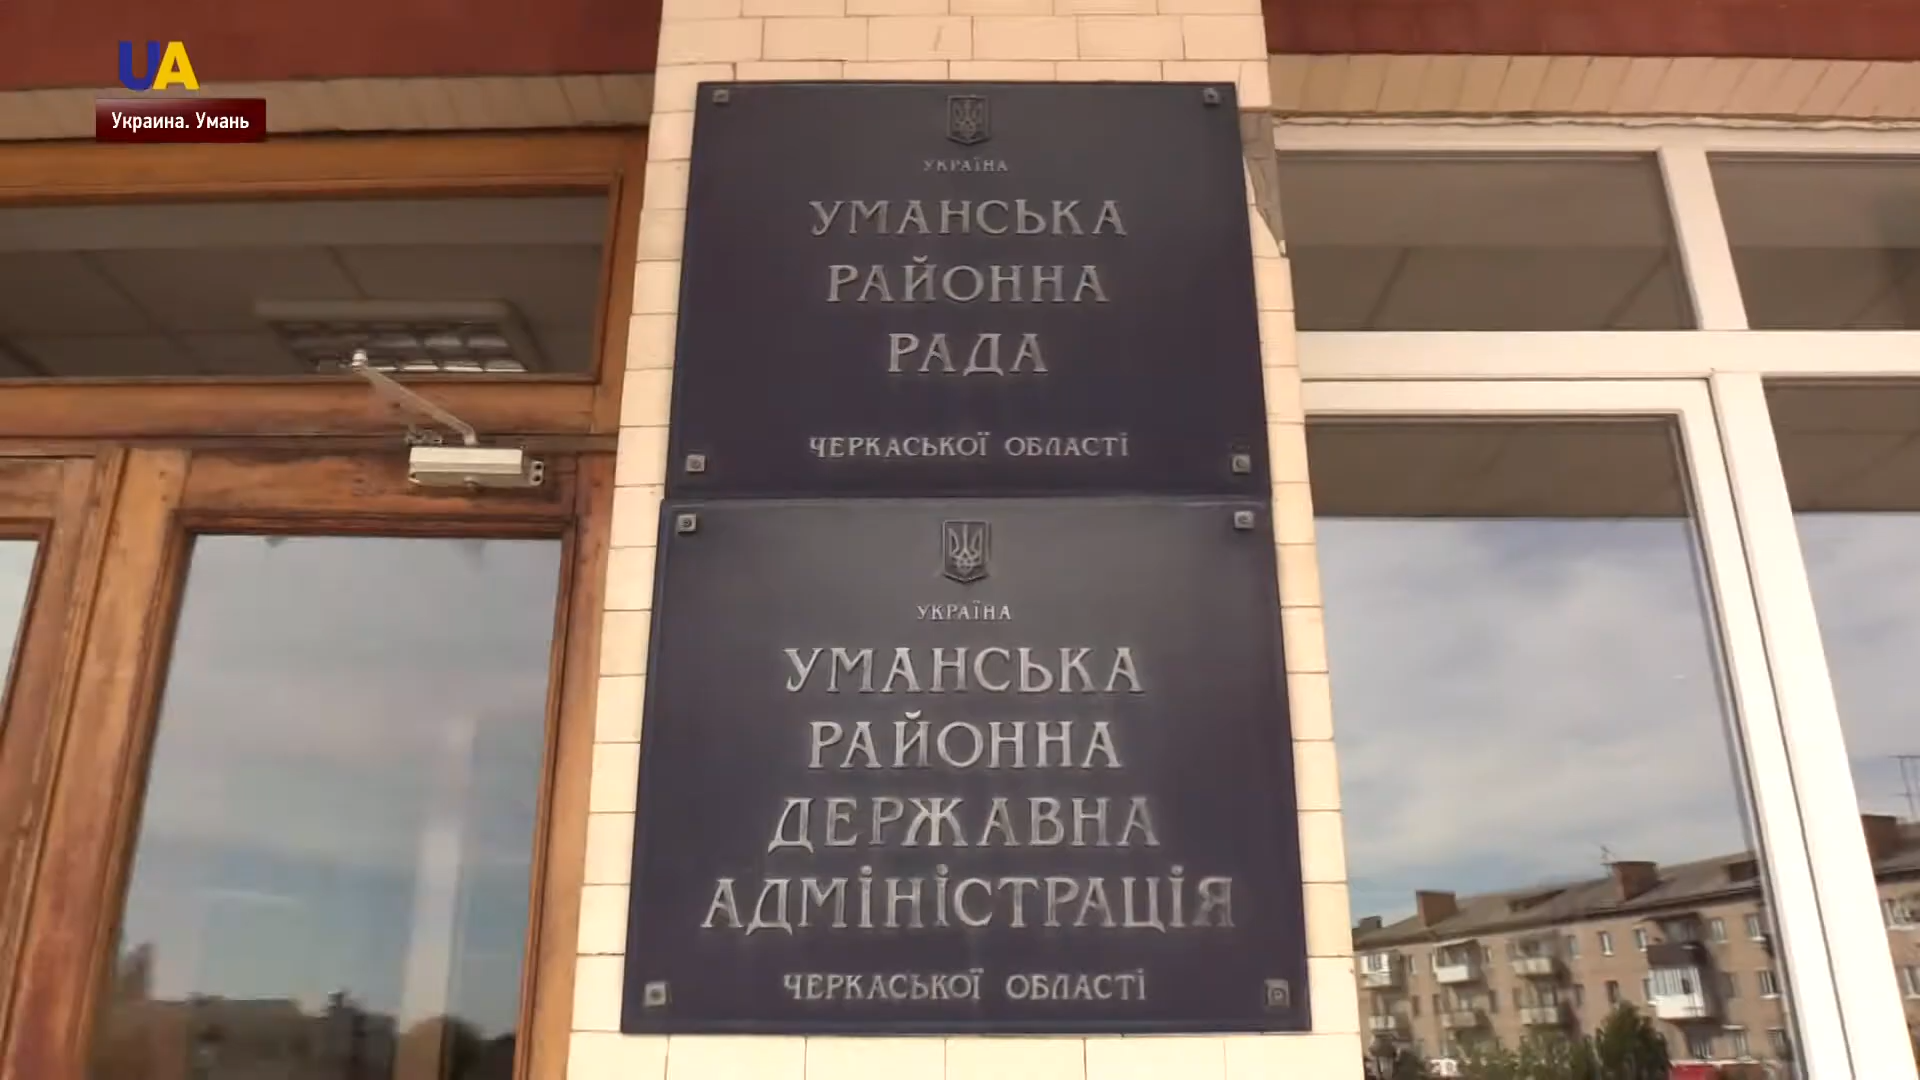 UA
Украина. Умань
УКРАЇНА
УМАНСЬКА
РАЙОННА
РАДА
ЧЕРКАСЬКОЇ ОБЛАСТІ
УКРАЇНА
УМАНСЬКА
РАЙОННА
ДЕРЖАВНА
АДМІНІСТРАЦІЯ
ЧЕРКАСЬКОЇ ОБЛАСТІ